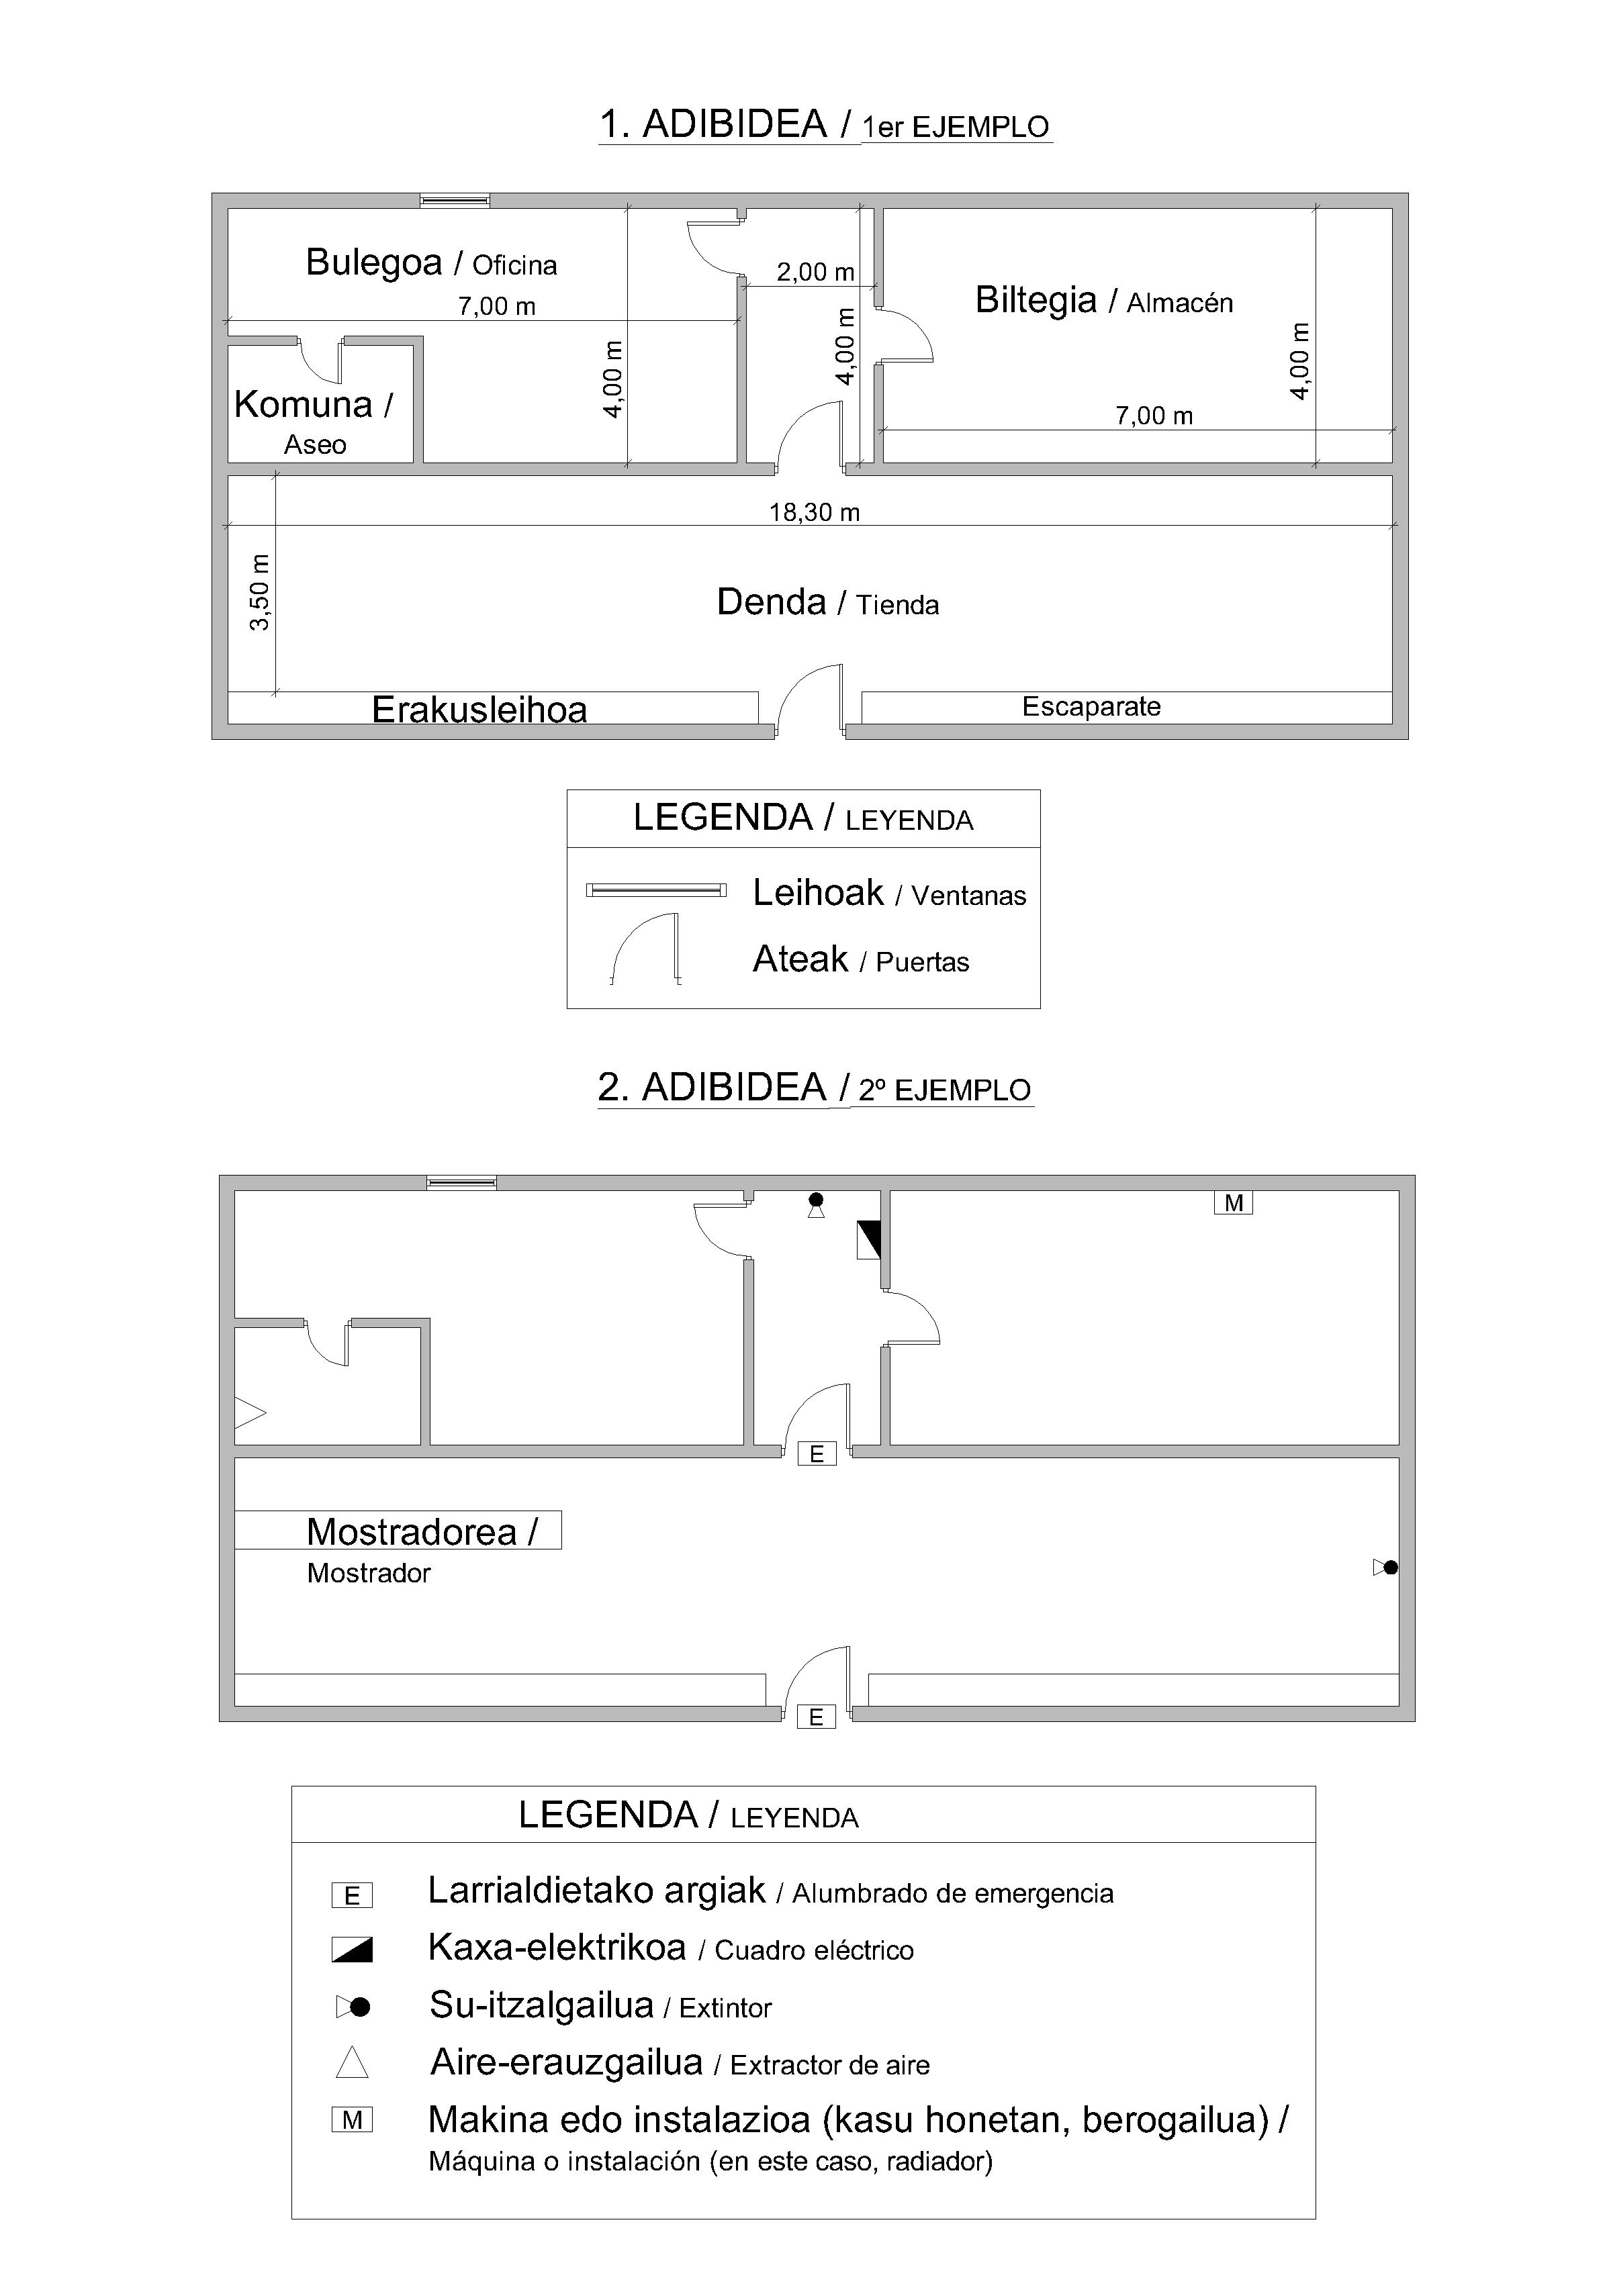 1. ADIBIDEA / 1er EJEMPLO
Bulegoa / Oficina
7,00 m
4,00 m
2,00 m
4,00 m
Biltegia / Almacén
4,00 m
7,00 m
Komuna /
Aseo
18,30 m
3,50 m
Denda / Tienda
Erakusleihoa
Escaparate
LEGENDA / LEYENDA
Leihoak / Ventanas
Ateak / Puertas
2. ADIBIDEA / 2º EJEMPLO
M
E
Mostradorea /
Mostrador
E
LEGENDA / LEYENDA
E Larrialdietako argiak / Alumbrado de emergencia
Kaxa-elektrikoa / Cuadro eléctrico
Su-itzalgailua / Extintor
Aire-erauzgailua / Extractor de aire
M Makina edo instalazioa (kasu honetan, berogailua) /
Máquina o instalación (en este caso, radiador)